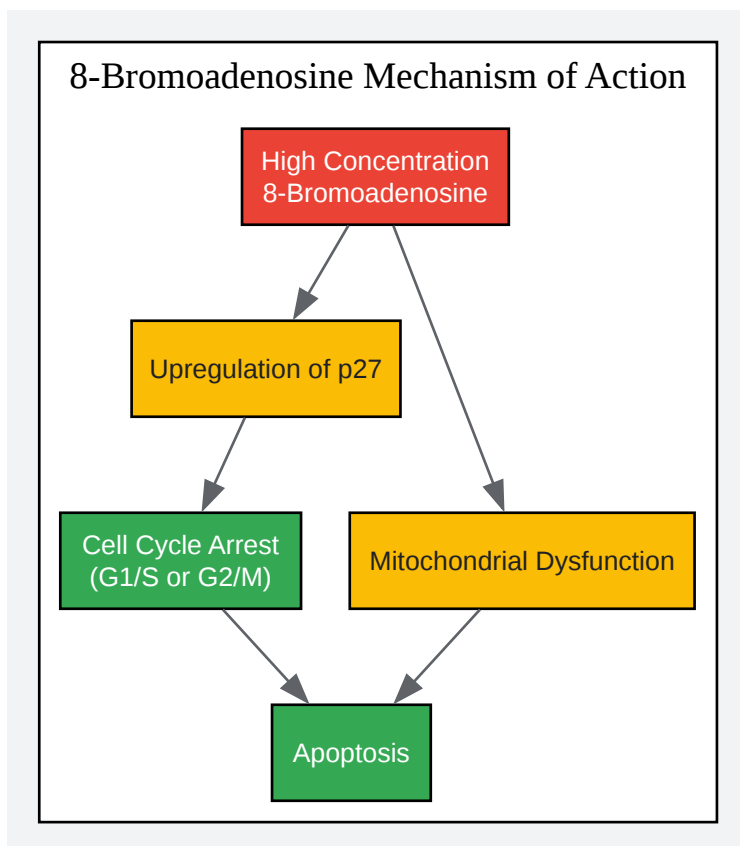 8-Bromoadenosine Mechanism of Action
High Concentration
8-Bromoadenosine
Upregulation of p27
Cell Cycle Arrest
(G1/S or G2/M)
Mitochondrial Dysfunction
Apoptosis